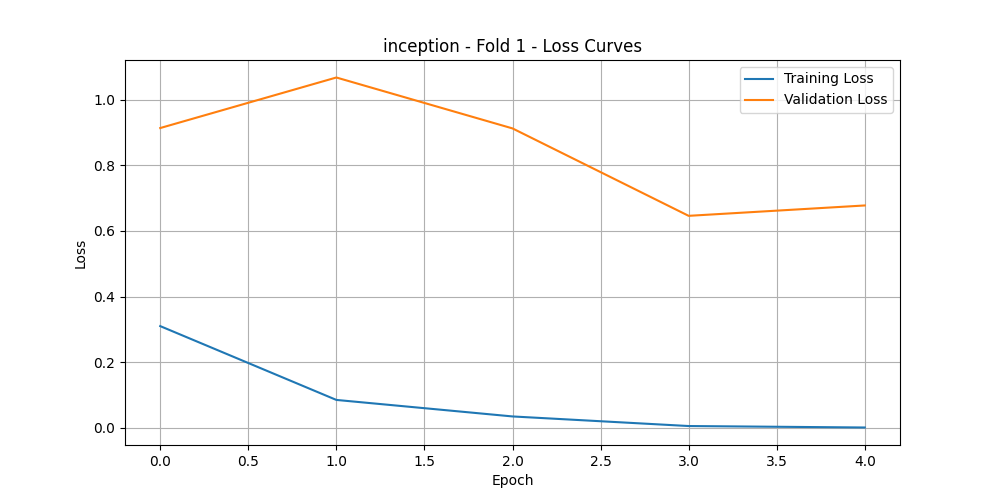 inception - Fold 1 - Loss Curves
Training Loss
Validation Loss
1.0
0.8
0.6
0.4
0.2
0.0
Loss
0.0 0.5 1.0 1.5 2.0 2.5 3.0 3.5 4.0
Epoch